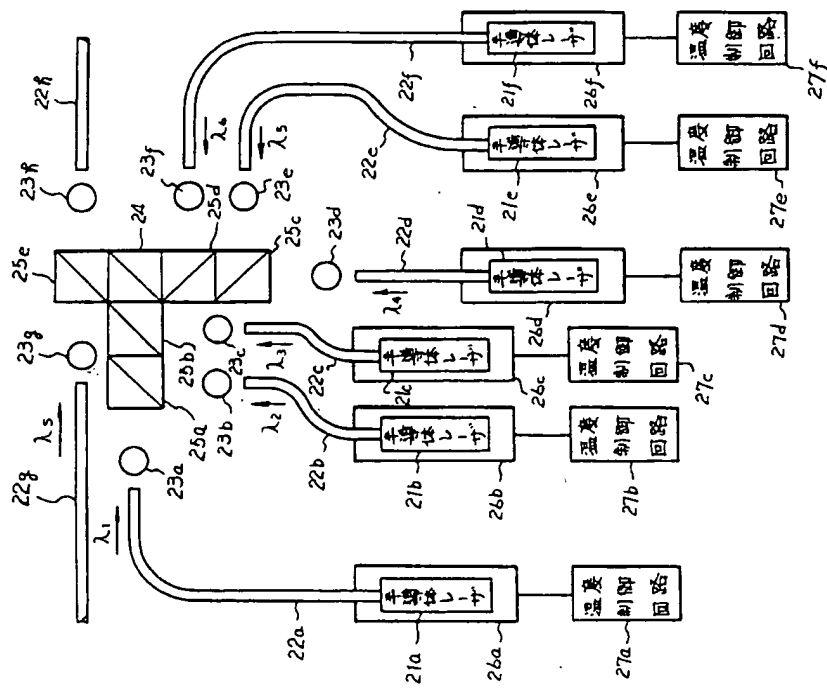 22g
λs
23g
25e
24
25d
25c
23h
22h
λ1
23a
25a
25b
23b
23c
23d
23e
23f
λ2
λ3
λ4
λ5
λ6
22a
22b
22c
22d
22e
22f
半導体レーザ
21a
26a
温度
制御
回路
27a
半導体レーザ
21b
26b
温度
制御
回路
27b
半導体レーザ
21c
26c
温度
制御
回路
27c
半導体レーザ
21d
26d
温度
制御
回路
27d
半導体レーザ
21e
26e
温度
制御
回路
27e
半導体レーザ
21f
26f
温度
制御
回路
27f